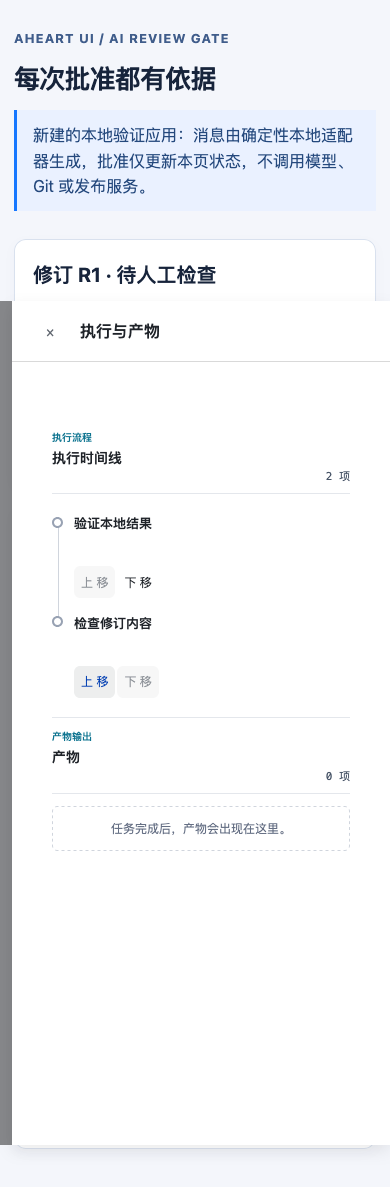 AHEART UI / AI REVIEW GATE
每次批准都有依据
新建的本地验证应用：消息由确定性本地适配
器生成，批准仅更新本页状态，不调用模型、
Git 或发布服务。
修订 R1 · 待人工检查
× 执行与产物
执行流程
执行时间线
2 项
验证本地结果
上 移 下 移
检查修订内容
上 移 下 移
产物输出
产物
0 项
任务完成后，产物会出现在这里。